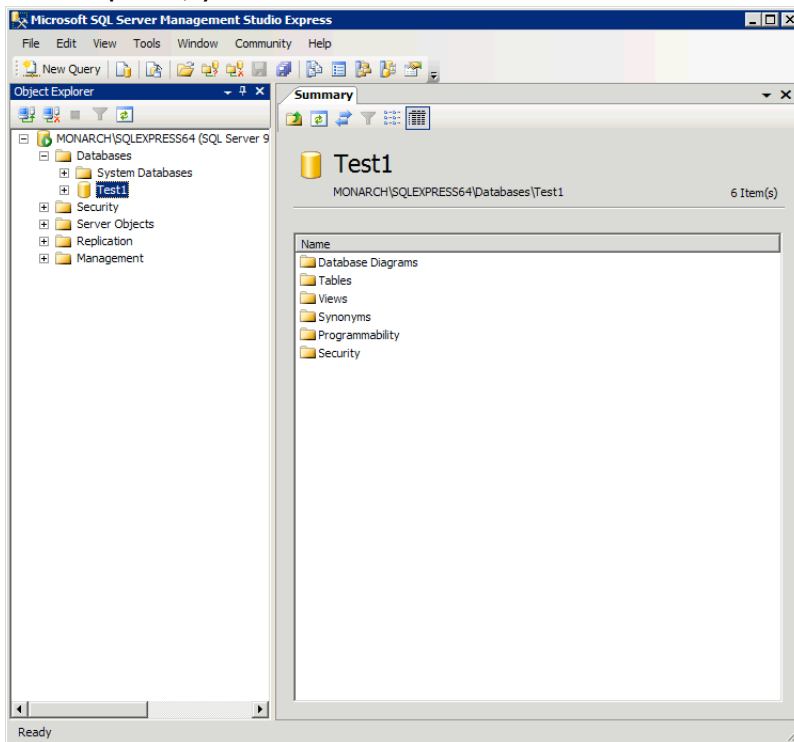 Microsoft SQL Server Management Studio Express
File Edit View Tools Window Community Help
New Query
Object Explorer
MONARCH\SQLEXPRESS64 (SQL Server 9
Databases
System Databases
Test1
Security
Server Objects
Replication
Management
Summary
Test1
MONARCH\SQLEXPRESS64\Databases\Test1 6 Item(s)
Name
Database Diagrams
Tables
Views
Synonyms
Programmability
Security
Ready